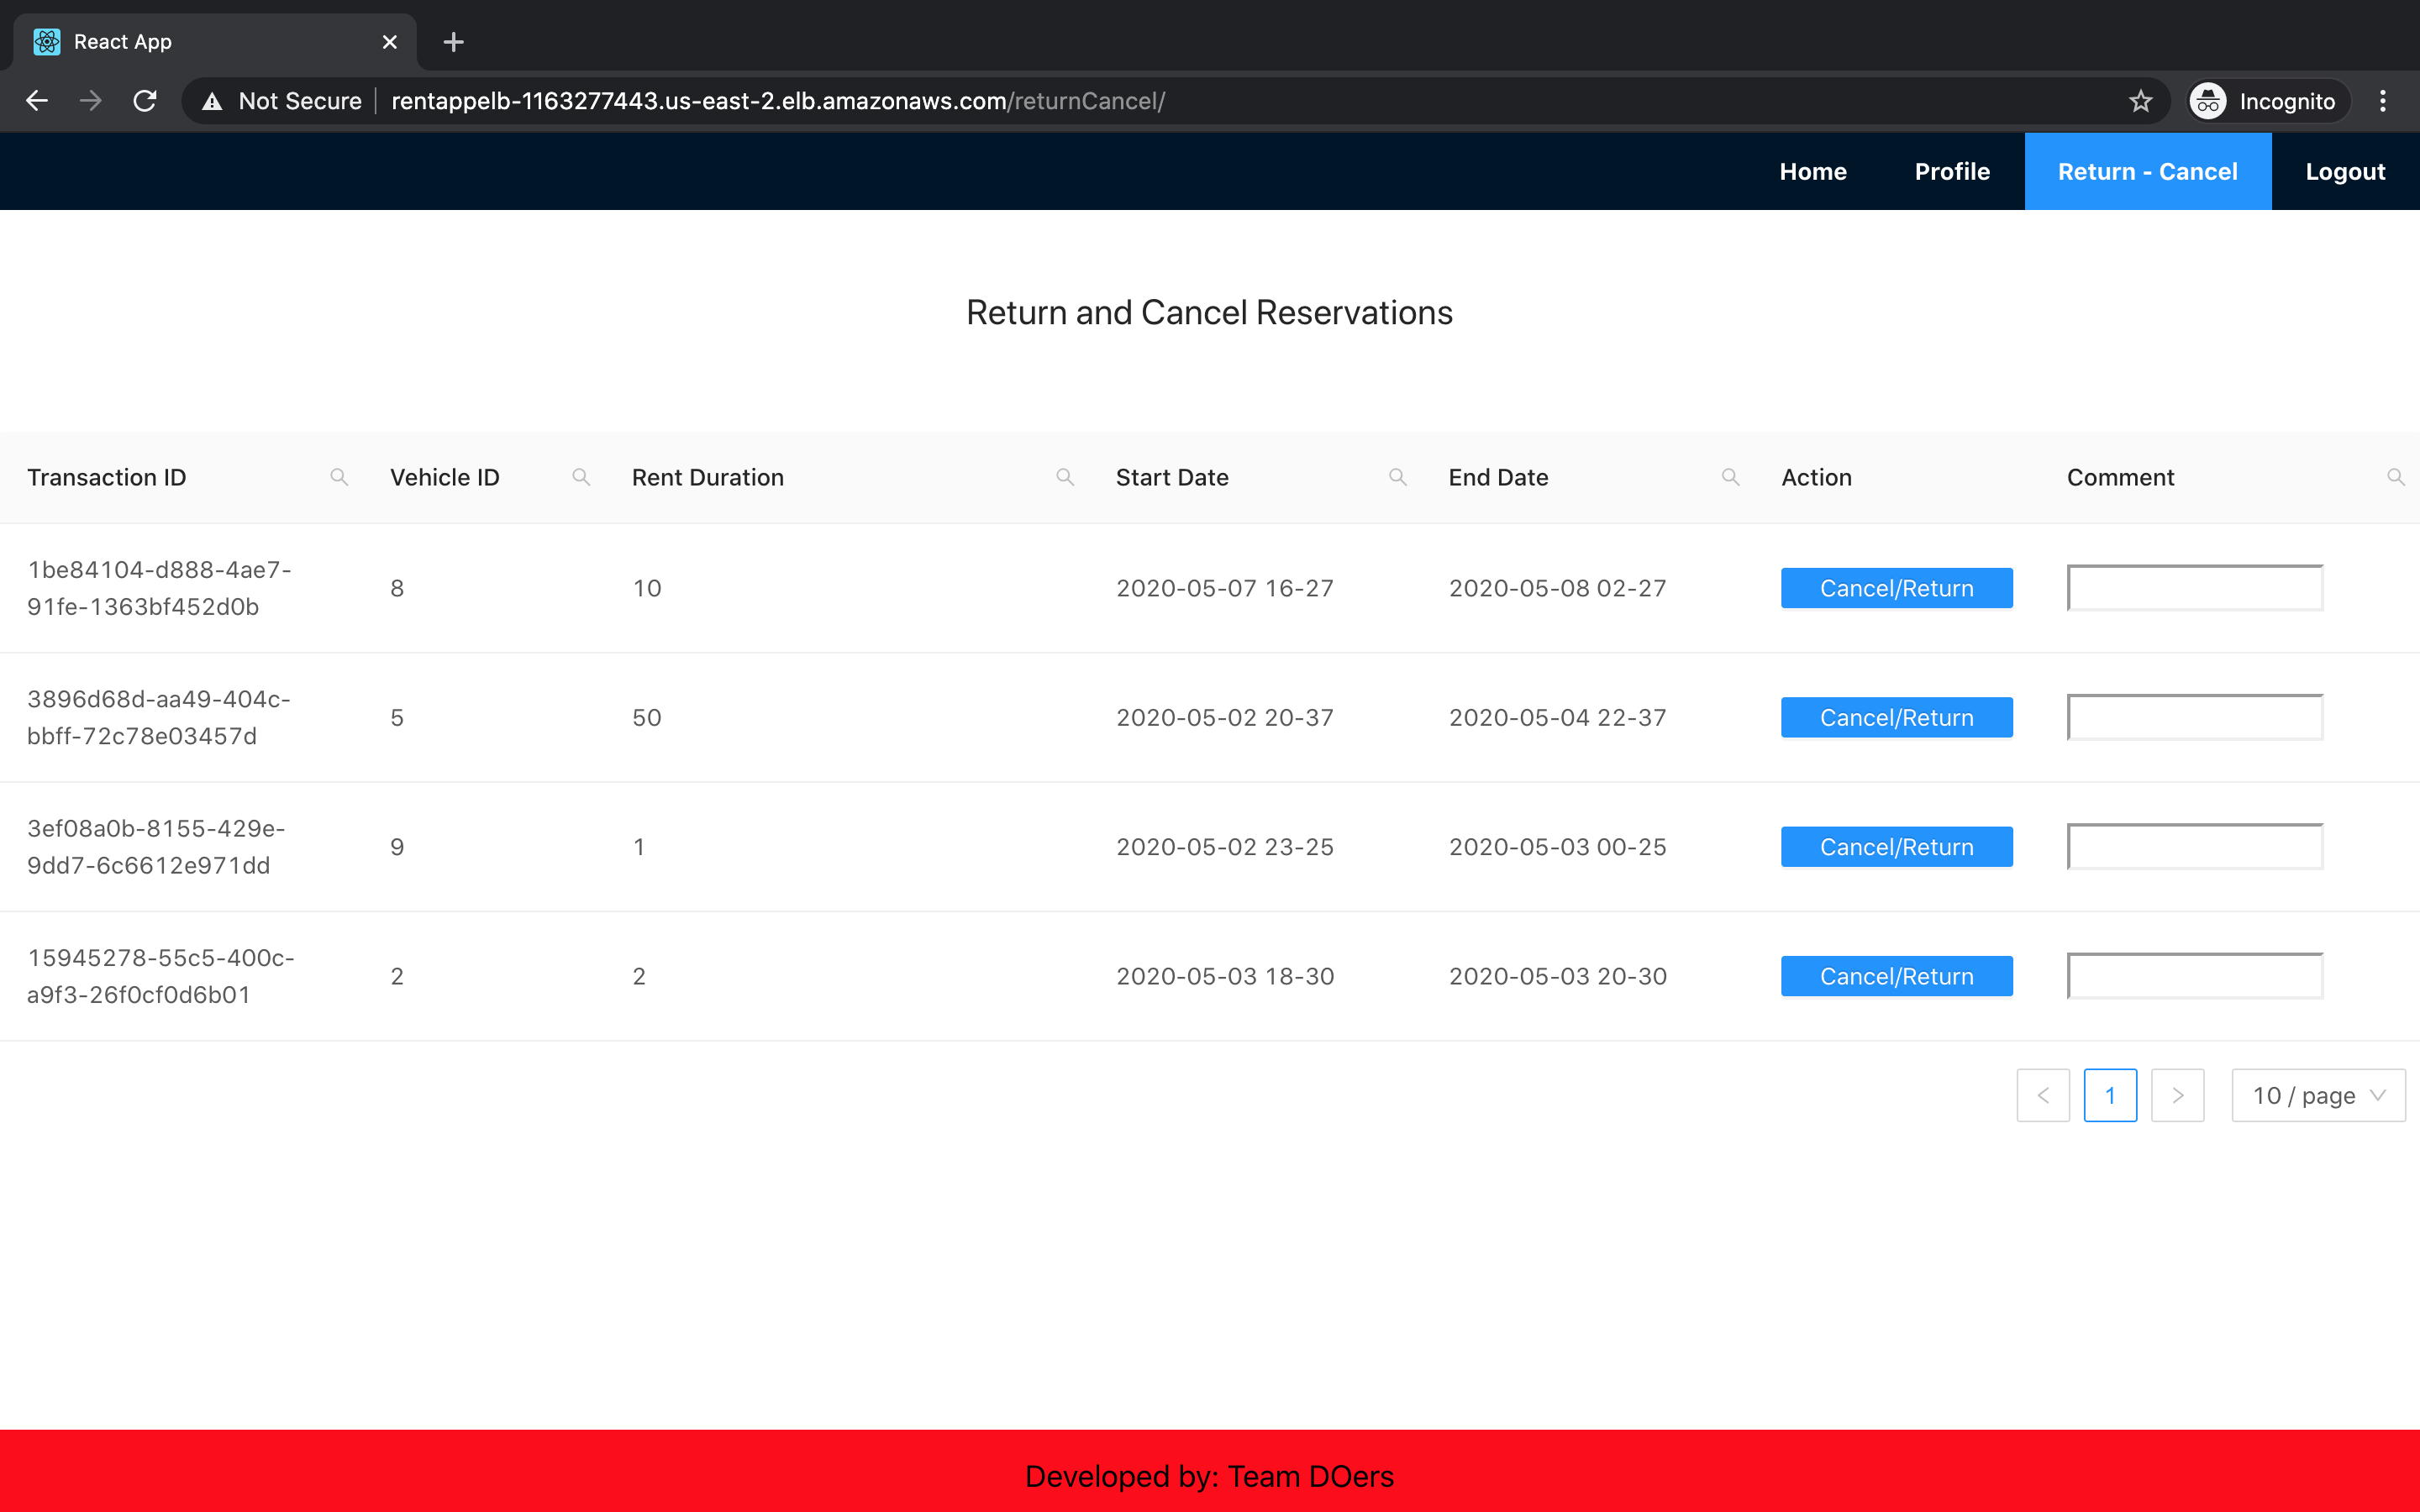 React App
Not Secure rentappelb-1163277443.us-east-2.elb.amazonaws.com/returnCancel/ Incognito
Home Profile Return - Cancel Logout
Return and Cancel Reservations
Transaction ID Vehicle ID Rent Duration Start Date End Date Action Comment
1be84104-d888-4ae7-
91fe-1363bf452d0b 8 10 2020-05-07 16-27 2020-05-08 02-27 Cancel/Return
3896d68d-aa49-404c-
bbff-72c78e03457d 5 50 2020-05-02 20-37 2020-05-04 22-37 Cancel/Return
3ef08a0b-8155-429e-
9dd7-6c6612e971dd 9 1 2020-05-02 23-25 2020-05-03 00-25 Cancel/Return
15945278-55c5-400c-
a9f3-26f0cf0d6b01 2 2 2020-05-03 18-30 2020-05-03 20-30 Cancel/Return
< 1 > 10 / page
Developed by: Team DOers